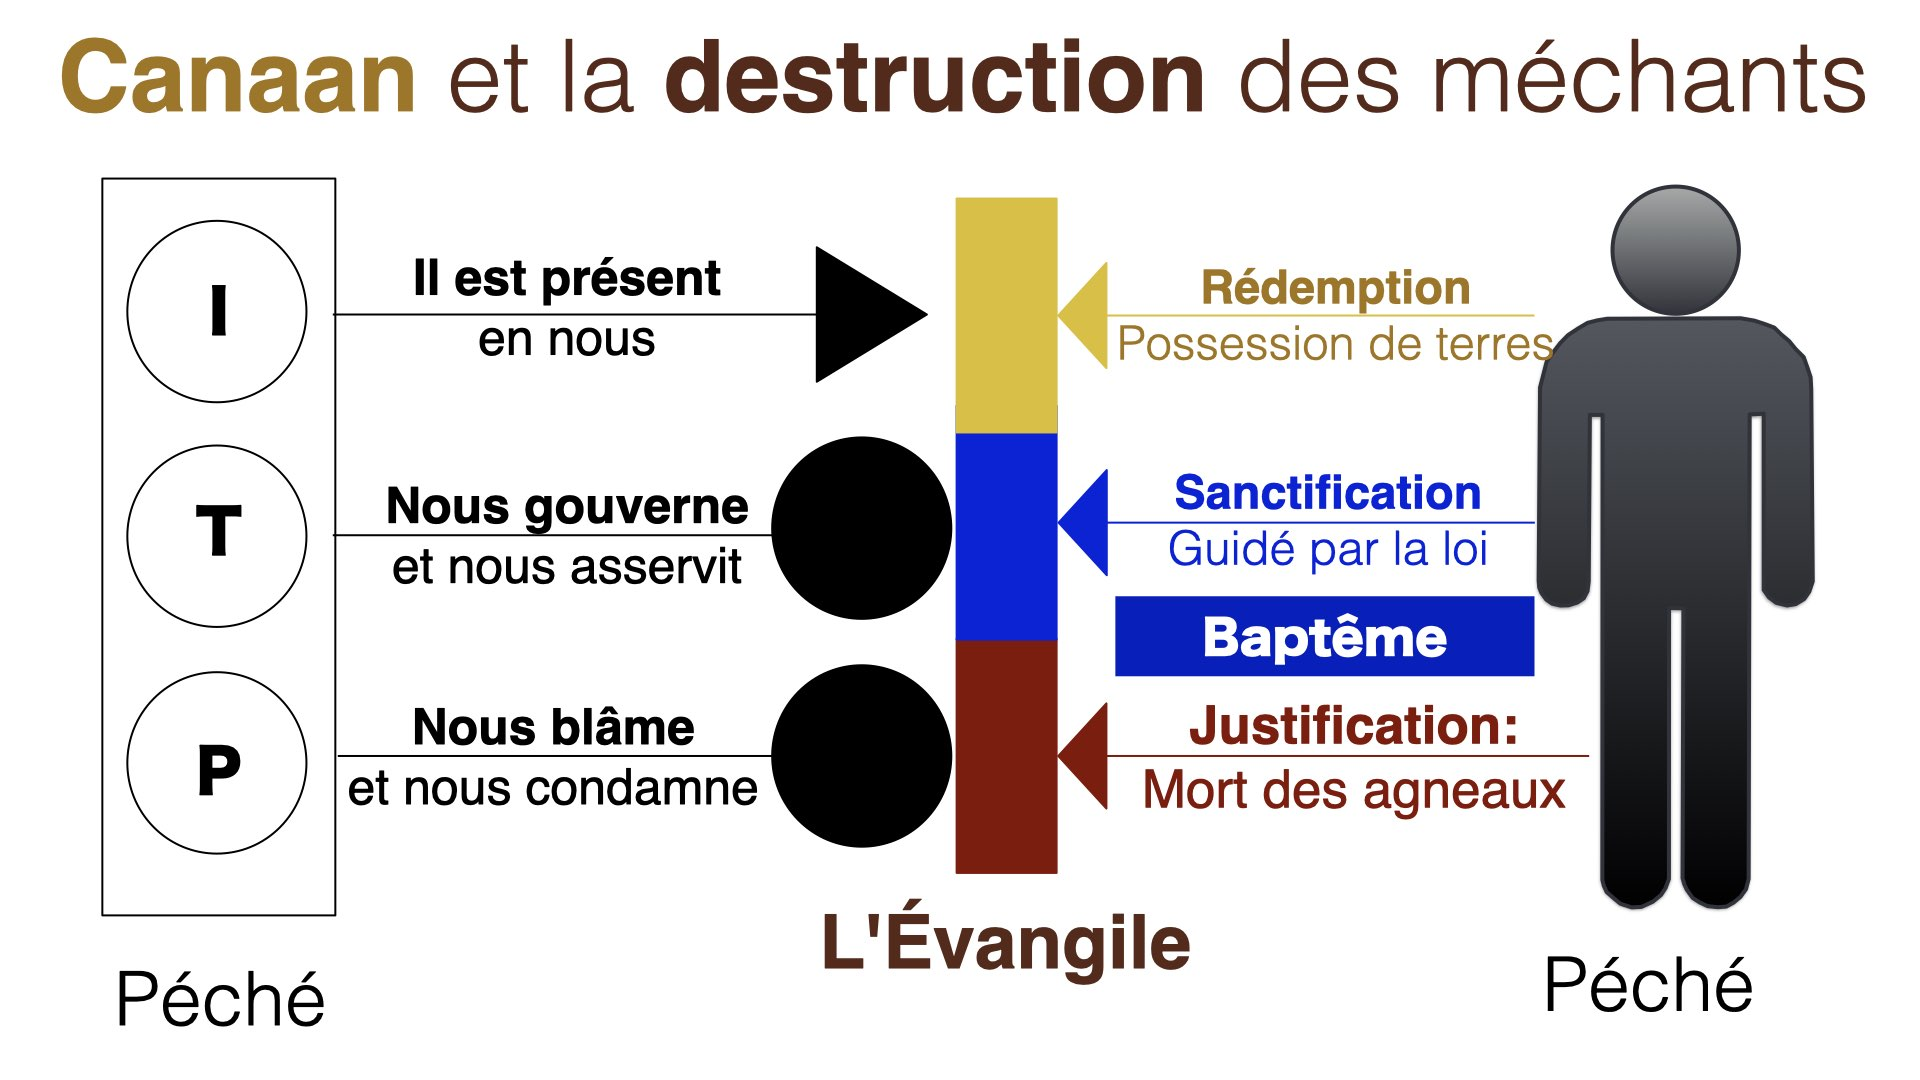 Canaan et la destruction des méchants
I
Il est présent
en nous
Rédemption
Possession de terres
T
Nous gouverne
et nous asservit
Sanctification
Guidé par la loi
Baptême
P
Nous blâme
et nous condamne
Justification:
Mort des agneaux
L'Évangile
Péché
Péché